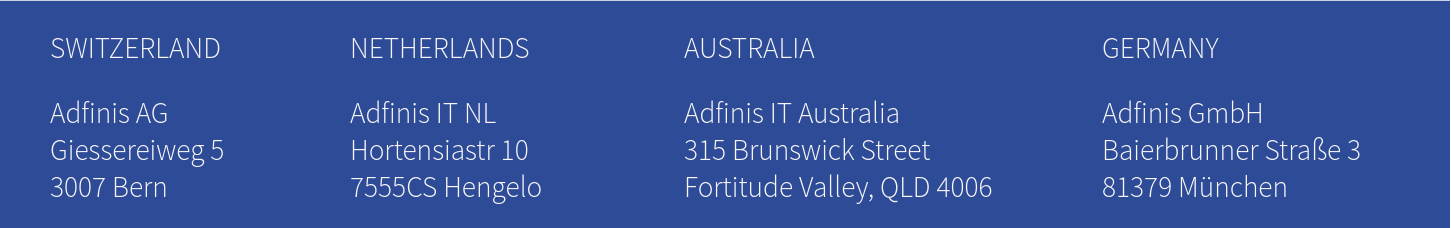 SWITZERLAND
Adfinis AG
Giessereiweg 5
3007 Bern
NETHERLANDS
Adfinis IT NL
Hortensiastr 10
7555CS Hengelo
AUSTRALIA
Adfinis IT Australia
315 Brunswick Street
Fortitude Valley, QLD 4006
GERMANY
Adfinis GmbH
Baierbrunner Straße 3
81379 München